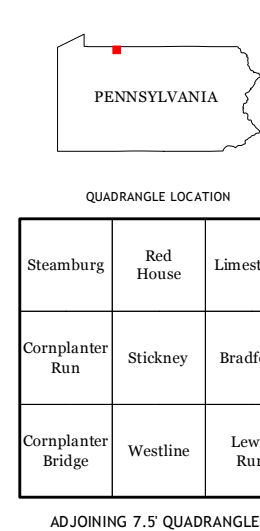 PENNSYLVANIA
QUADRANGLE LOCATION
Steamburg
Red
House
Cornplanter
Run
Stickney
Cornplanter
Bridge
Westline
ADJOINING 7.5' QUADRANGLE